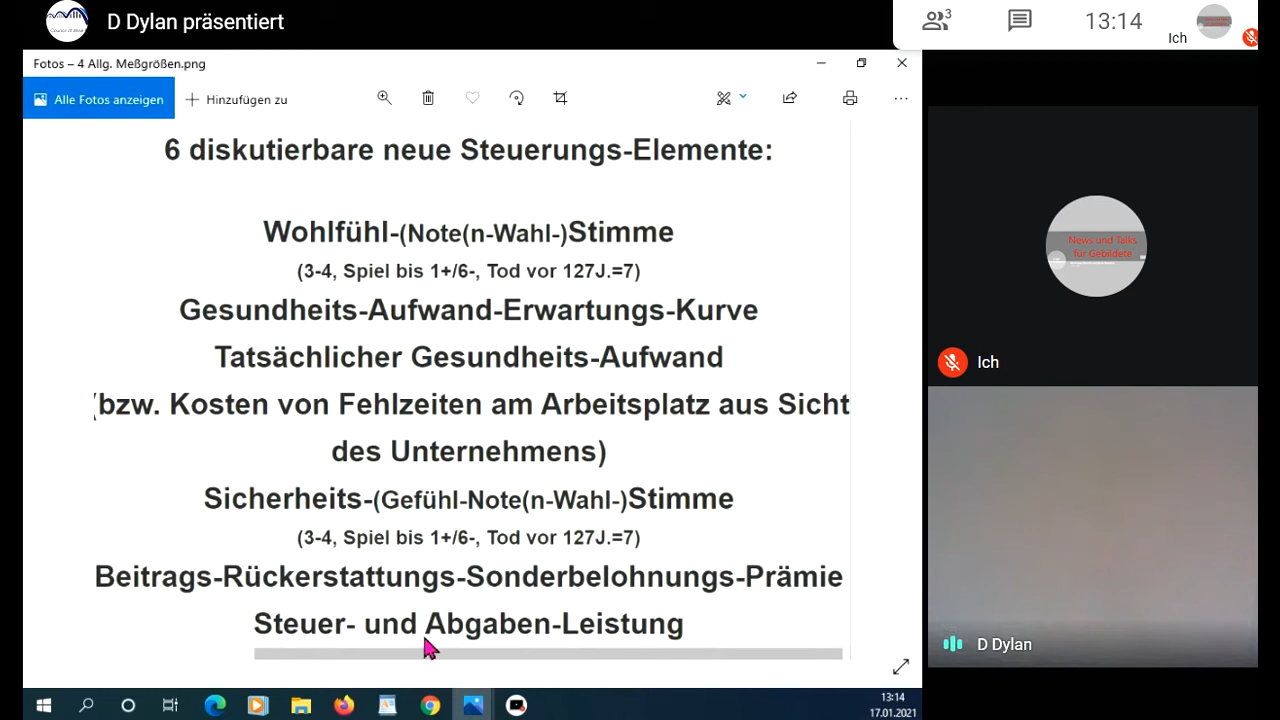 D Dylan präsentiert
3
13:14
Ich
Fotos – 4 Allg. Meßgrößen.png
Alle Fotos anzeigen
Hinzufügen zu
6 diskutierbare neue Steuerungs-Elemente:
Wohlfühl-(Note(n-Wahl-)Stimme
(3-4, Spiel bis 1+/6-, Tod vor 127J.=7)
Gesundheits-Aufwand-Erwartungs-Kurve
Tatsächlicher Gesundheits-Aufwand
(bzw. Kosten von Fehlzeiten am Arbeitsplatz aus Sicht
des Unternehmens)
Sicherheits-(Gefühl-Note(n-Wahl-)Stimme
(3-4, Spiel bis 1+/6-, Tod vor 127J.=7)
Beitrags-Rückerstattungs-Sonderbelohnungs-Prämie
Steuer- und Abgaben-Leistung
News und Talks
für Gebildete
Ich
D Dylan
13:14
17.01.2021